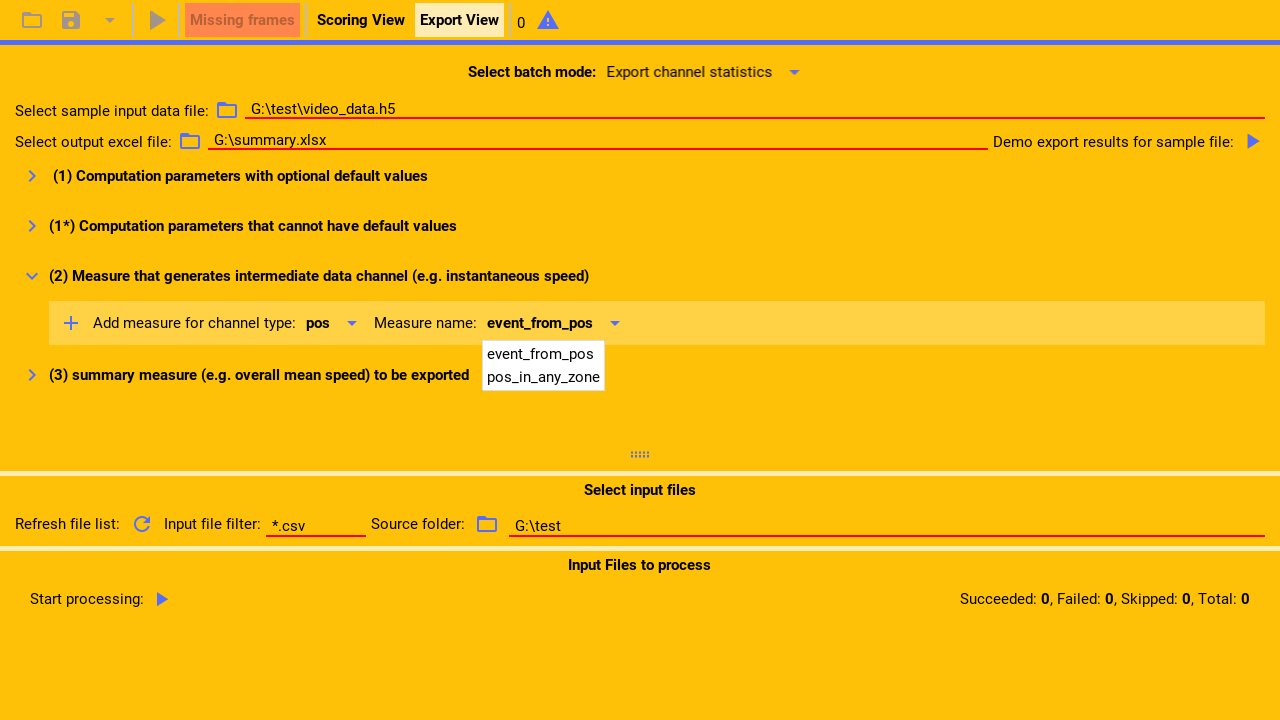 Missing frames Scoring View Export View 0
Select batch mode: Export channel statistics
Select sample input data file: G:\test\video_data.h5
Select output excel file: G:\summary.xlsx Demo export results for sample file:
(1) Computation parameters with optional default values
(1*) Computation parameters that cannot have default values
(2) Measure that generates intermediate data channel (e.g. instantaneous speed)
Add measure for channel type: pos Measure name: event_from_pos
event_from_pos
pos_in_any_zone
(3) summary measure (e.g. overall mean speed) to be exported
Select input files
Refresh file list: Input file filter: *.csv Source folder: G:\test
Input Files to process
Start processing: Succeeded: 0, Failed: 0, Skipped: 0, Total: 0